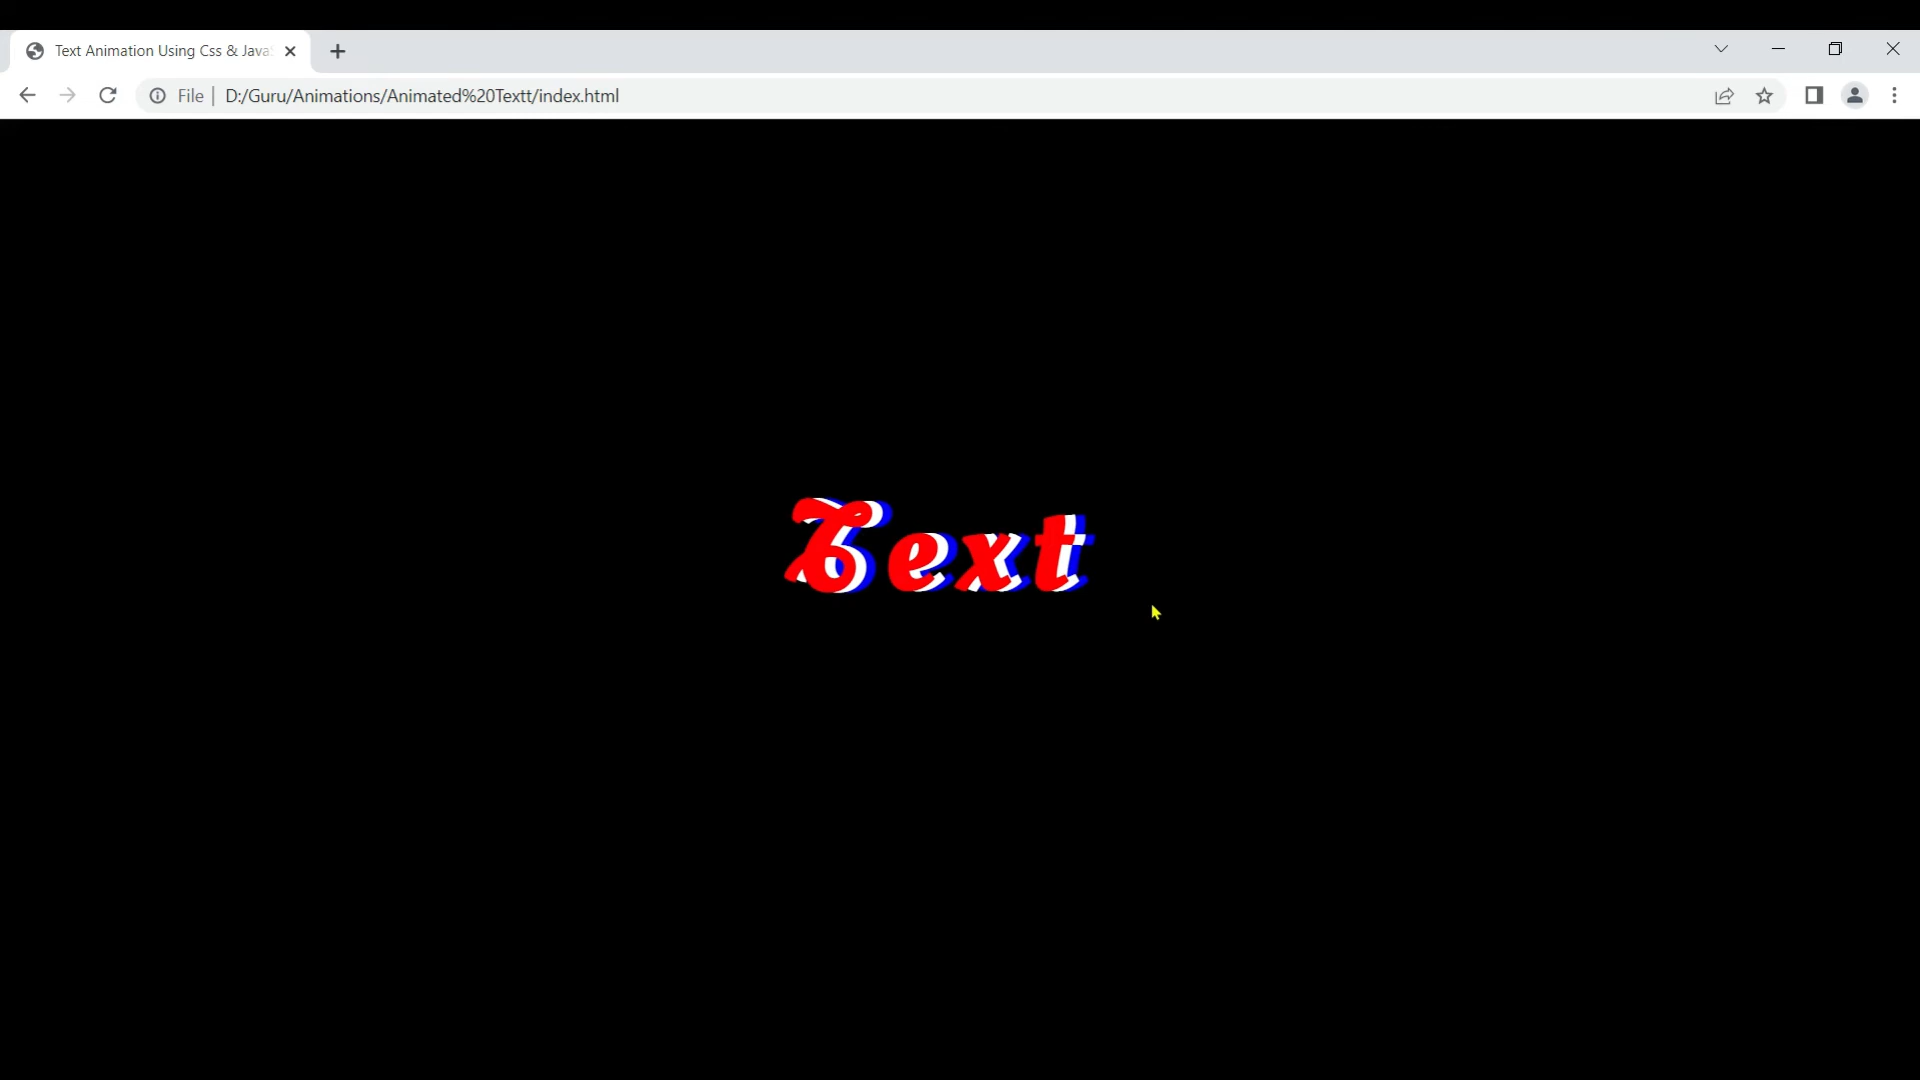 Text Animation Using Css & Java
File | D:/Guru/Animations/Animated%20Textt/index.html
Text